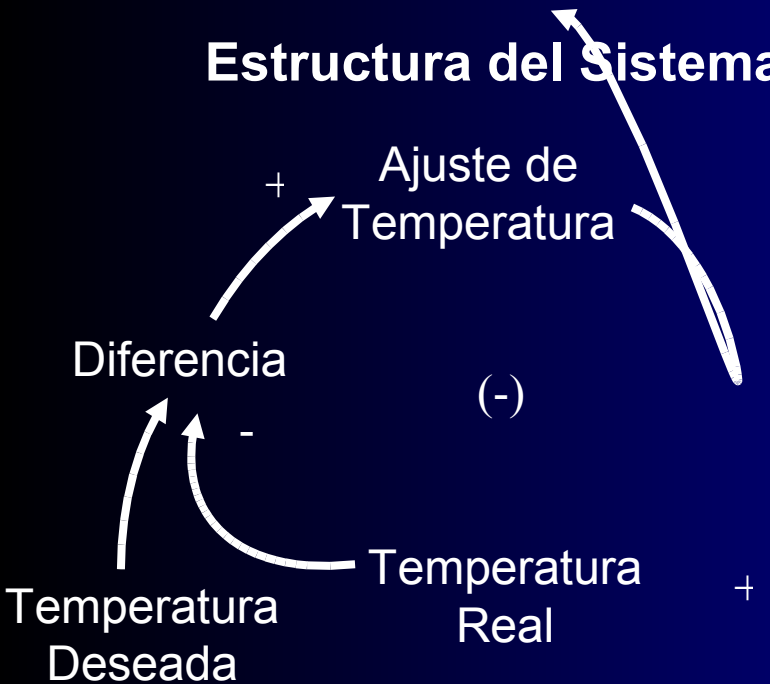 Estructura del Sistema
+
Ajuste de
Temperatura
Diferencia
(-)
-
Temperatura
Real
+
Temperatura
Deseada